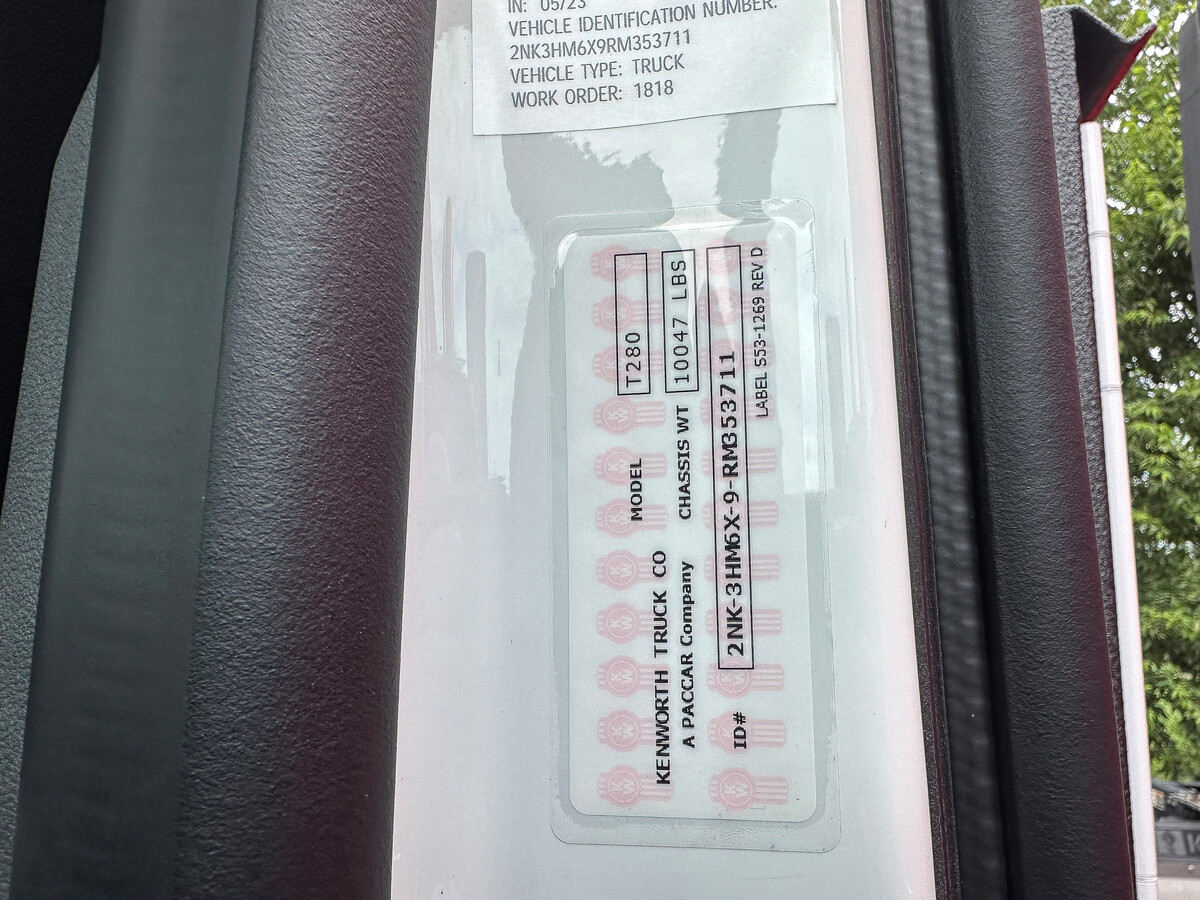 IN: 05/23
VEHICLE IDENTIFICATION NUMBER:
2NK3HM6X9RM353711
VEHICLE TYPE: TRUCK
WORK ORDER: 1818
KENWORTH TRUCK CO
A PACCAR Company
MODEL T280
CHASSIS WT 10047 LBS
ID# 2NK-3HM6X-9-RM353711
LABEL S53-1269 REV D